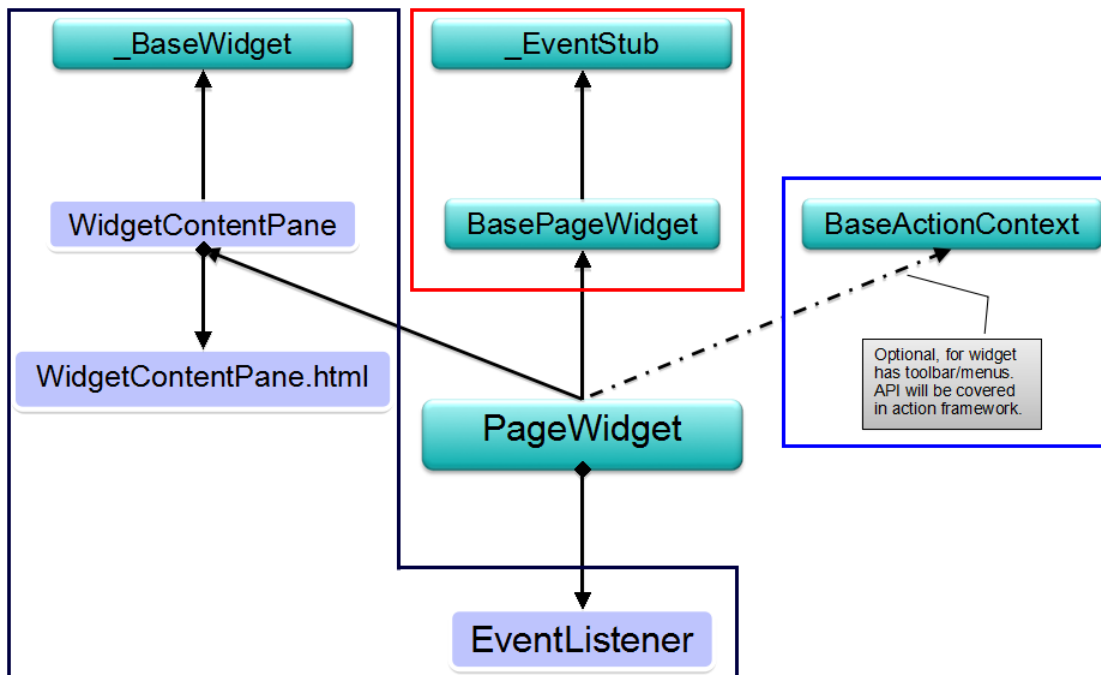 _BaseWidget
_EventStub
WidgetContentPane
BasePageWidget
BaseActionContext
WidgetContentPane.html
Optional, for widget
has toolbar/menus.
API will be covered
in action framework.
PageWidget
EventListener